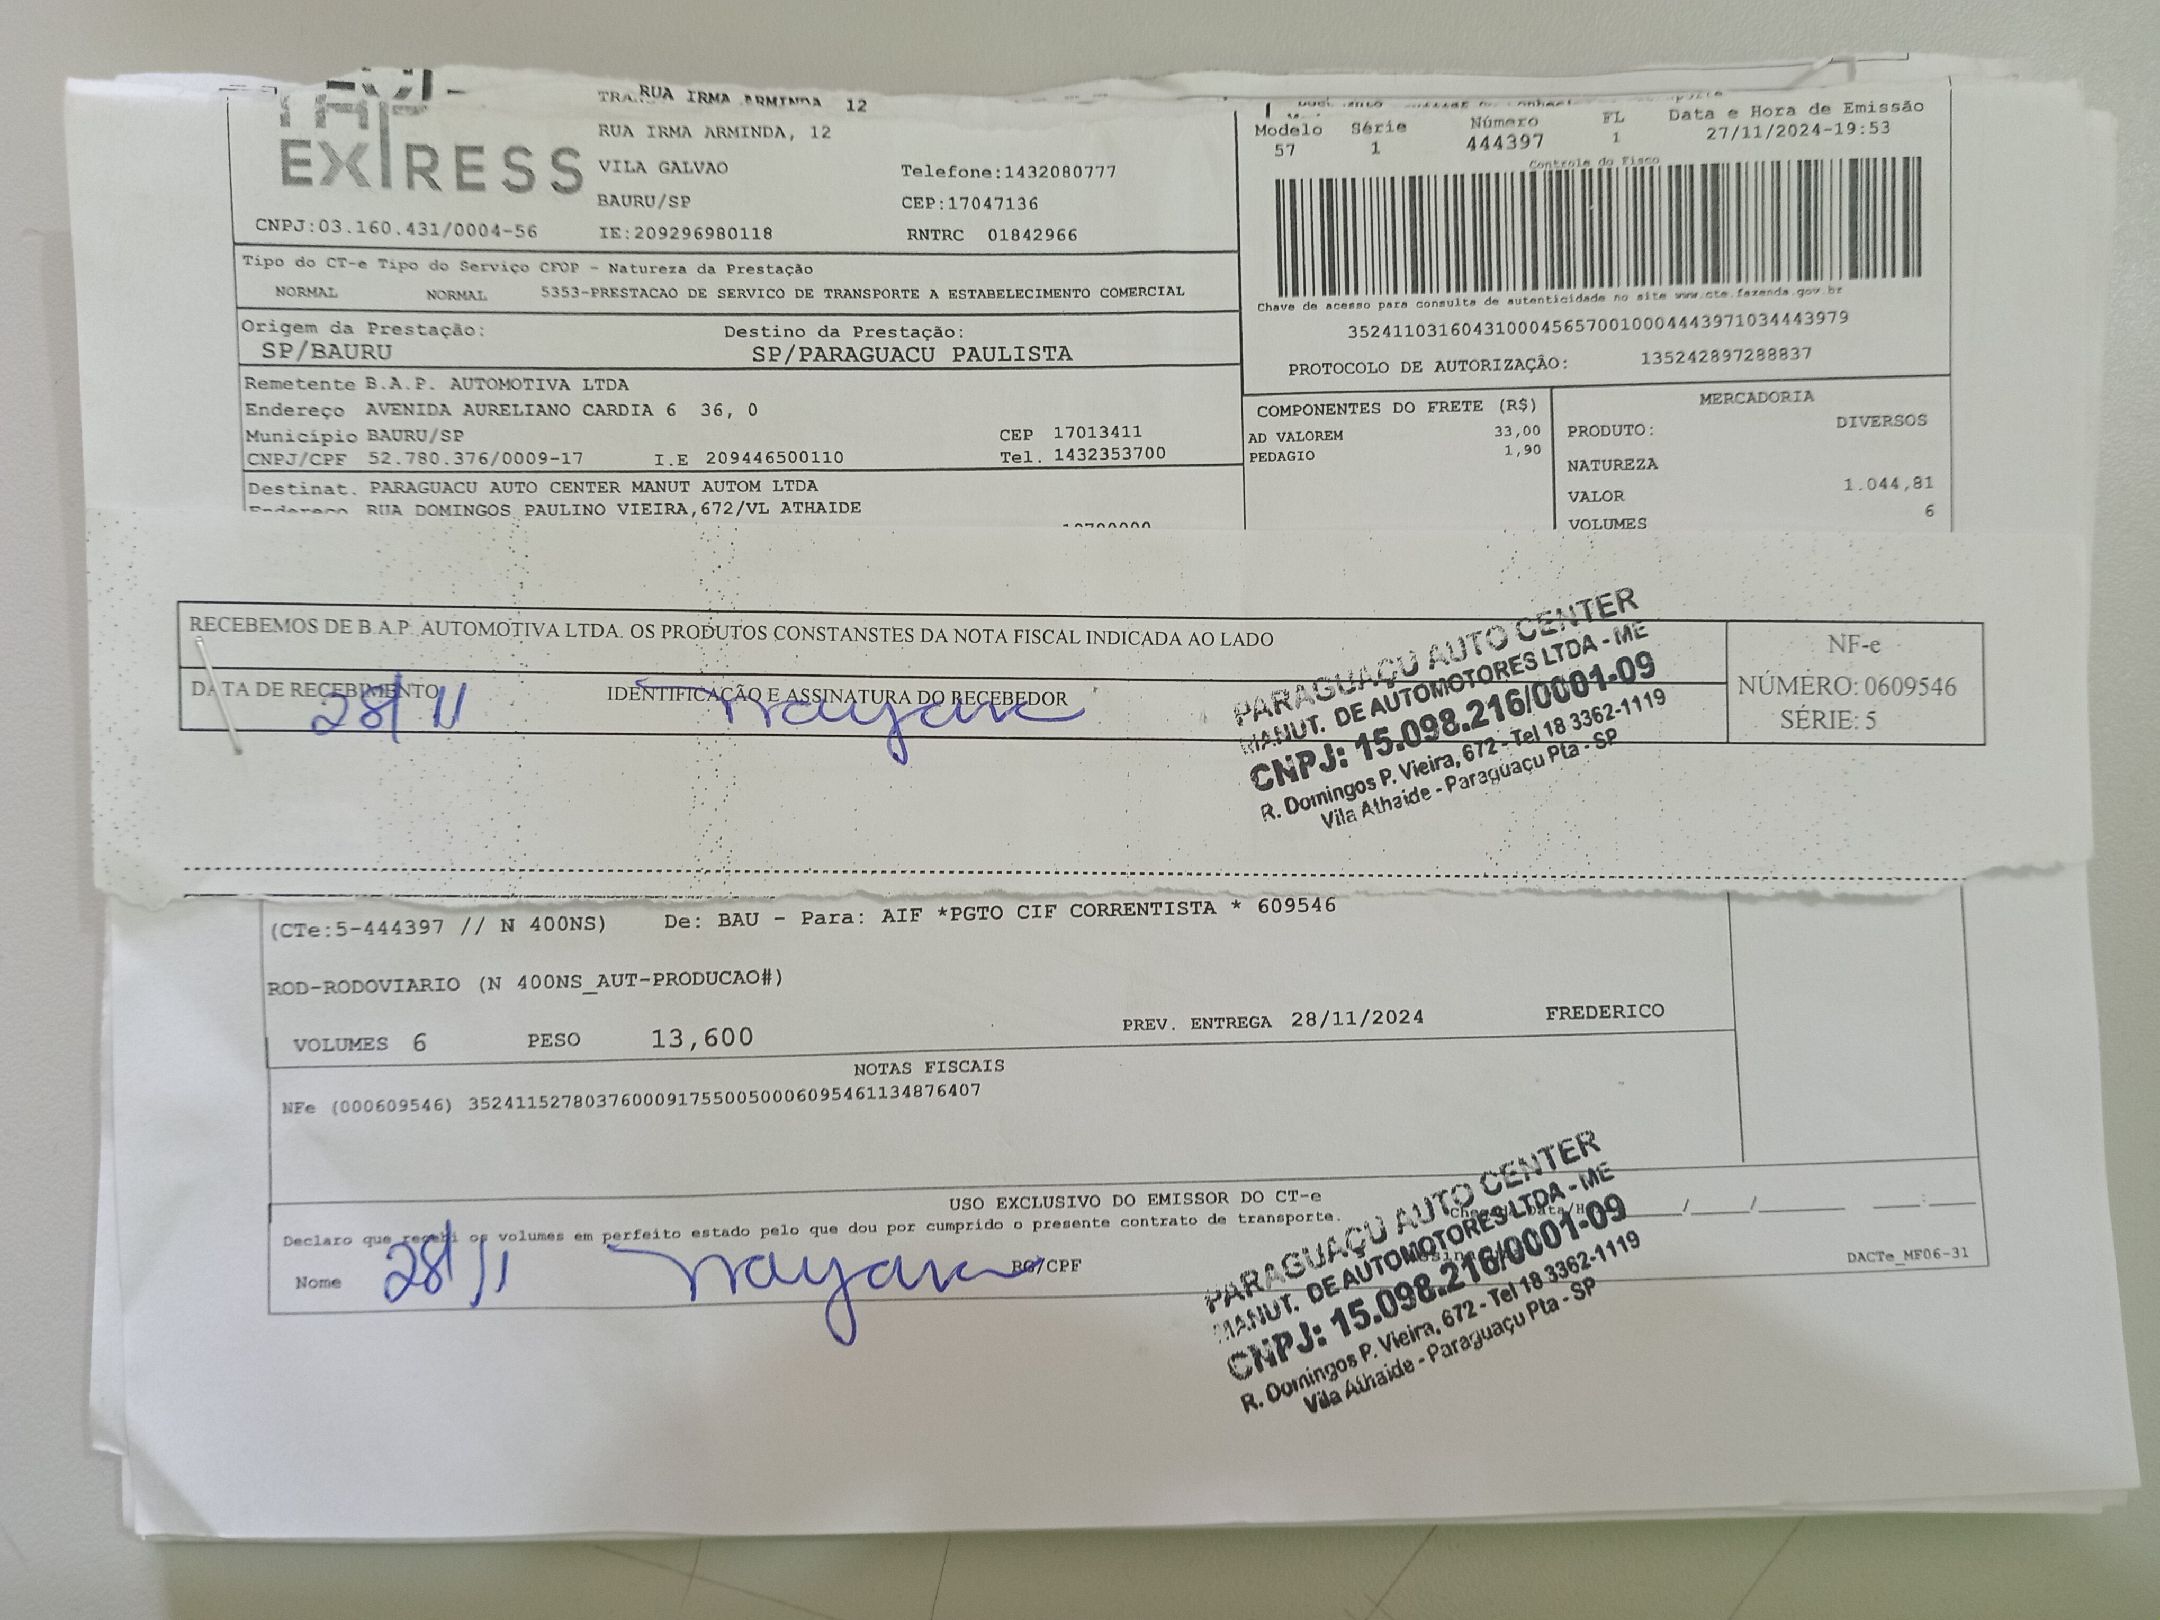 EXPRESS
CNPJ:03.160.431/0004-56
RUA IRMA ARMINDA 12
RUA IRMA ARMINDA, 12
VILA GALVAO
Telefone:1432080777
BAURU/SP
CEP:17047136
IE:209296980118
RNTRC 01842966
Modelo Série Número FL Data e Hora de Emissão
57 1 444397 1 27/11/2024-19:53
Controle do Fisco
Chave de acesso para consulta de autenticidade no site www.cte.fazenda.gov.br
35241103160431000456570010004443971034443979
PROTOCOLO DE AUTORIZAÇÃO: 135242897288837
Tipo do CT-e Tipo do Serviço CFOP - Natureza da Prestação
NORMAL NORMAL 5353-PRESTACAO DE SERVICO DE TRANSPORTE A ESTABELECIMENTO COMERCIAL
Origem da Prestação: Destino da Prestação:
SP/BAURU SP/PARAGUACU PAULISTA
Remetente B.A.P. AUTOMOTIVA LTDA
Endereço AVENIDA AURELIANO CARDIA 6 36, 0
Município BAURU/SP CEP 17013411
CNPJ/CPF 52.780.376/0009-17 I.E 209446500110 Tel. 1432353700
Destinat. PARAGUACU AUTO CENTER MANUT AUTOM LTDA
Endereço RUA DOMINGOS PAULINO VIEIRA,672/VL ATHAIDE
COMPONENTES DO FRETE (R$)
AD VALOREM 33,00
PEDAGIO 1,90
MERCADORIA
PRODUTO: DIVERSOS
NATUREZA
VALOR 1.044,81
VOLUMES 6
RECEBEMOS DE B.A.P. AUTOMOTIVA LTDA. OS PRODUTOS CONSTANSTES DA NOTA FISCAL INDICADA AO LADO
DATA DE RECEBIMENTO IDENTIFICAÇÃO E ASSINATURA DO RECEBEDOR
28/11 Mayara
NF-e
NÚMERO: 0609546
SÉRIE: 5
PARAGUAÇU AUTO CENTER
MANUT. DE AUTOMOTORES LTDA - ME
CNPJ: 15.098.216/0001-09
R. Domingos P. Vieira, 672 - Tel 18 3362-1119
Vila Athaide - Paraguaçu Pta - SP
(CTe:5-444397 // N 400NS) De: BAU - Para: AIF *PGTO CIF CORRENTISTA * 609546
ROD-RODOVIARIO (N 400NS_AUT-PRODUCAO#)
VOLUMES 6 PESO 13,600 PREV. ENTREGA 28/11/2024 FREDERICO
NOTAS FISCAIS
NFe (000609546) 35241152780376000917550050006095461134876407
USO EXCLUSIVO DO EMISSOR DO CT-e
Declaro que recebi os volumes em perfeito estado pelo que dou por cumprido o presente contrato de transporte.
Nome 28/11 Mayara RG/CPF
DACTe_MF06-31
PARAGUAÇU AUTO CENTER
MANUT. DE AUTOMOTORES LTDA - ME
CNPJ: 15.098.216/0001-09
R. Domingos P. Vieira, 672 - Tel 18 3362-1119
Vila Athaide - Paraguaçu Pta - SP